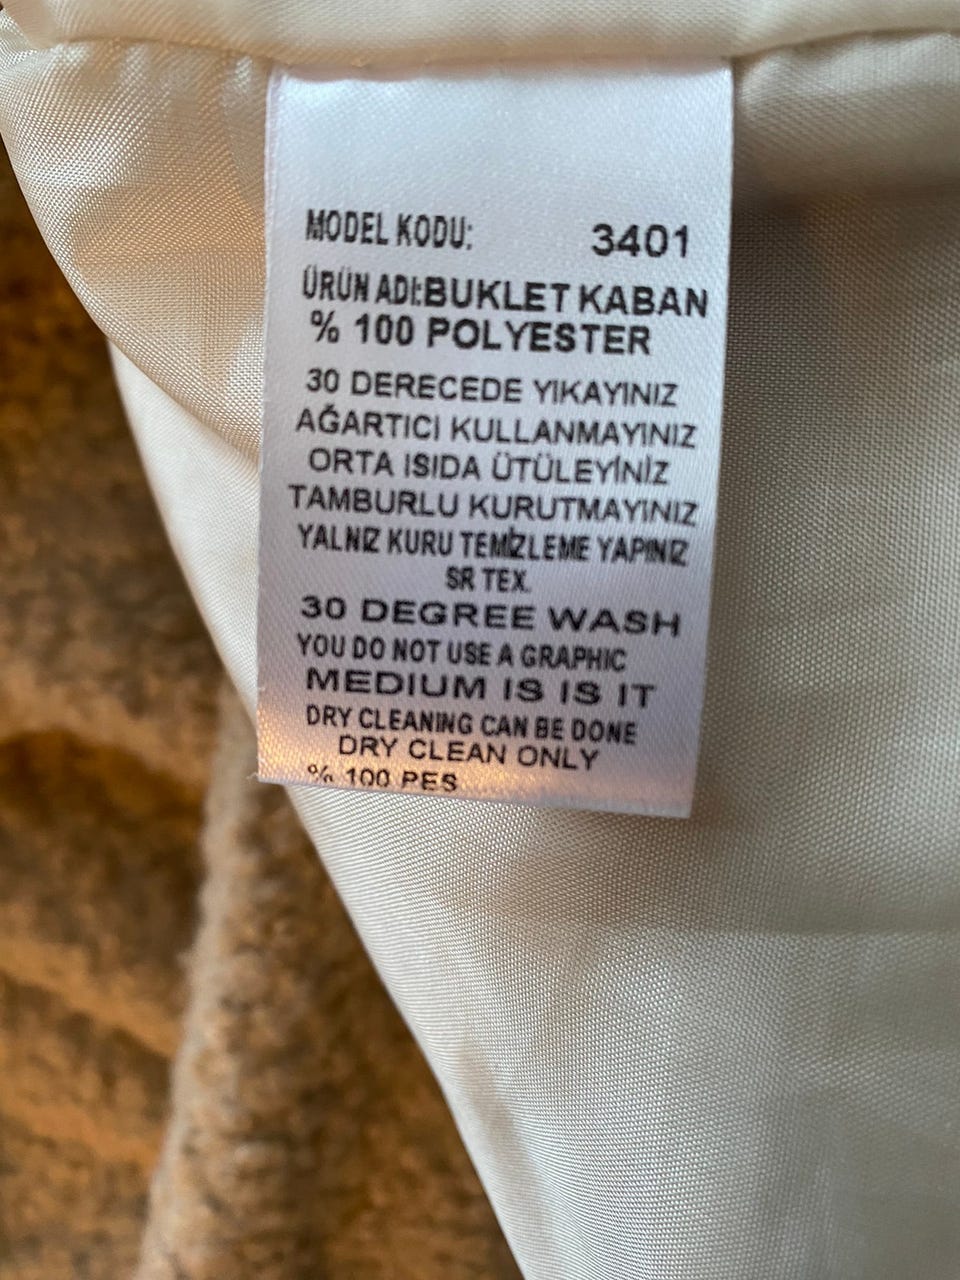 MODEL KODU: 3401
ÜRÜN ADI:BUKLET KABAN
% 100 POLYESTER
30 DERECEDE YIKAYINIZ
AĞARTICI KULLANMAYINIZ
ORTA ISIDA ÜTÜLEYİNİZ
TAMBURLU KURUTMAYINIZ
YALNIZ KURU TEMİZLEME YAPINIZ
SR TEX.
30 DEGREE WASH
YOU DO NOT USE A GRAPHIC
MEDIUM IS IS IT
DRY CLEANING CAN BE DONE
DRY CLEAN ONLY
% 100 PES